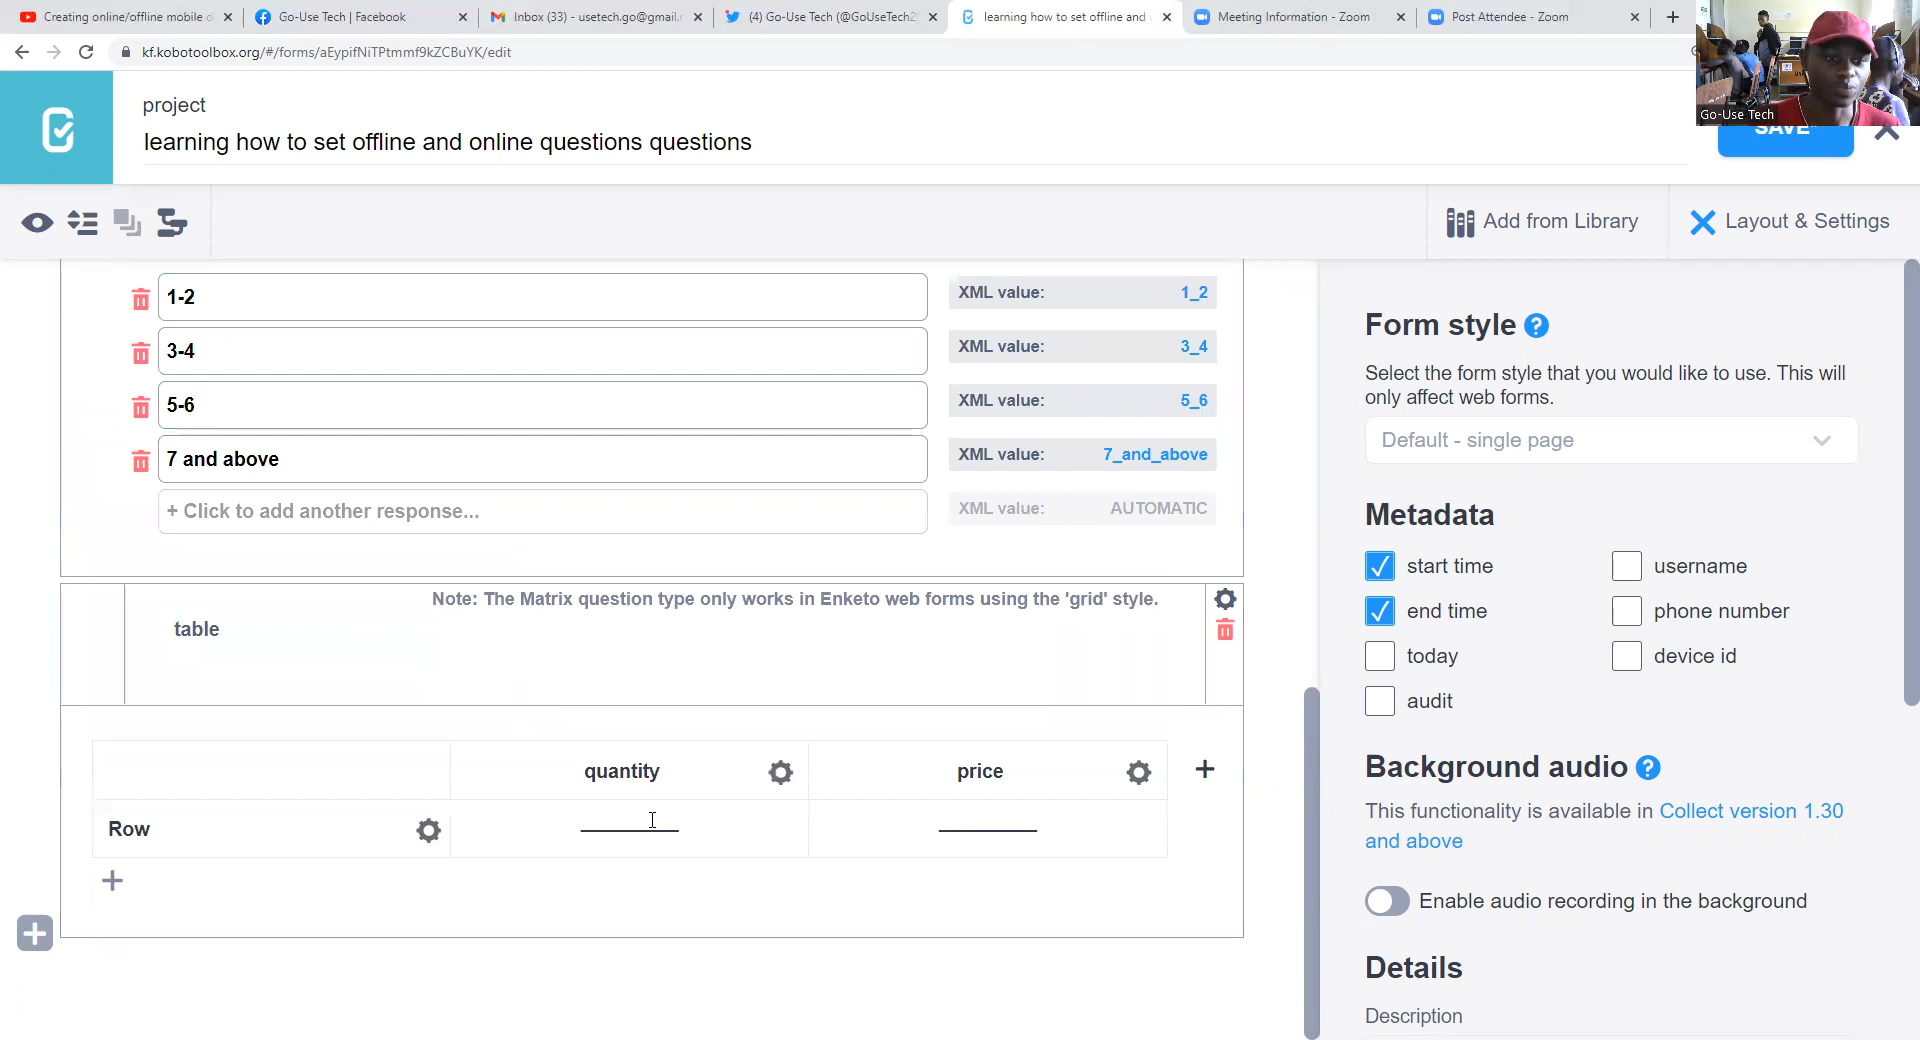 Creating online/offline mobile d
Go-Use Tech | Facebook
Inbox (33) - usetech.go@gmail.
(4) Go-Use Tech (@GoUseTech2
learning how to set offline and
Meeting Information - Zoom
Post Attendee - Zoom
kf.kobotoolbox.org/#/forms/aEypifNiTPtmmf9kZCBuYK/edit
Go-Use Tech
project
learning how to set offline and online questions questions
SAVE
Add from Library
Layout & Settings
1-2
XML value: 1_2
3-4
XML value: 3_4
5-6
XML value: 5_6
7 and above
XML value: 7_and_above
+ Click to add another response...
XML value: AUTOMATIC
Note: The Matrix question type only works in Enketo web forms using the 'grid' style.
table
quantity
price
Row
Form style
Select the form style that you would like to use. This will
only affect web forms.
Default - single page
Metadata
start time
username
end time
phone number
today
device id
audit
Background audio
This functionality is available in Collect version 1.30
and above
Enable audio recording in the background
Details
Description